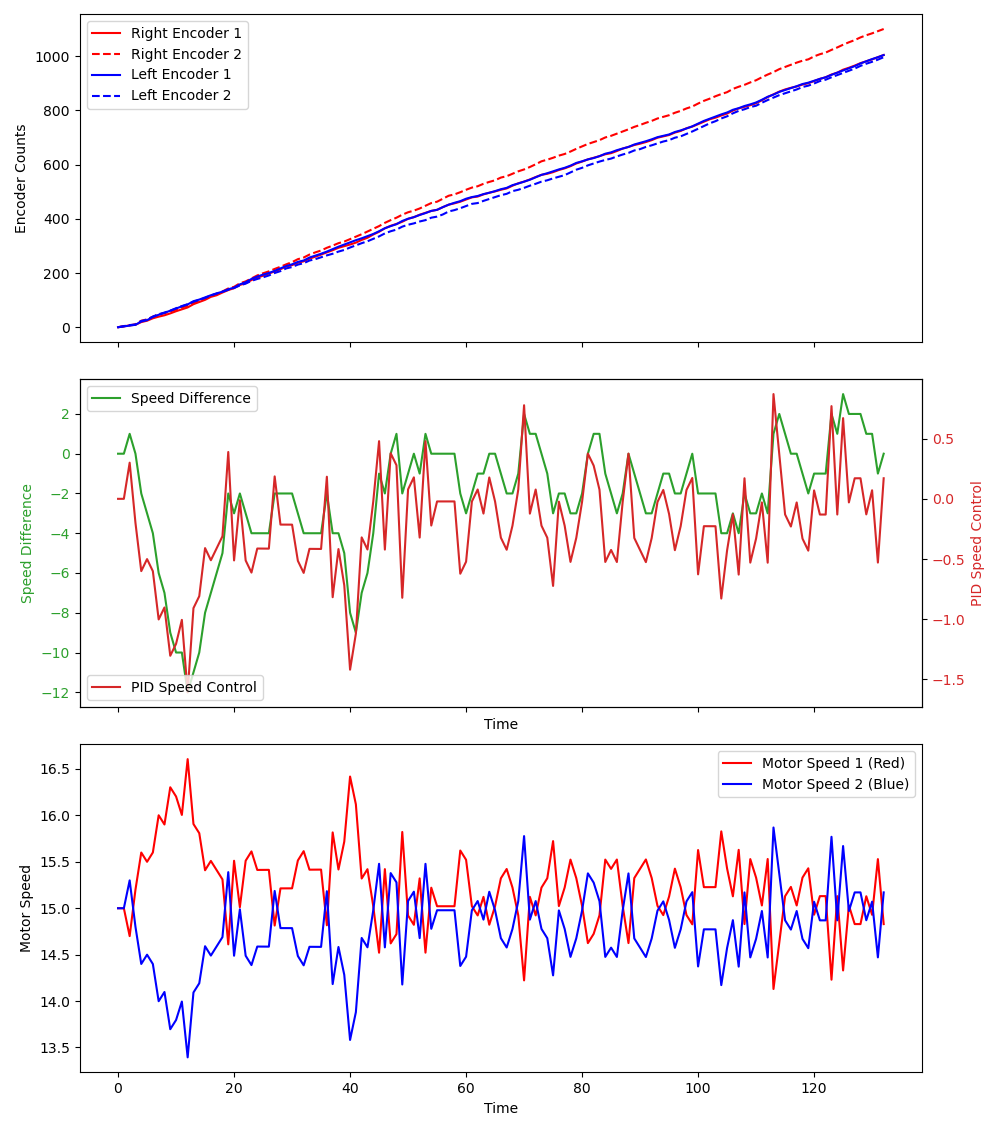 Right Encoder 1
Right Encoder 2
Left Encoder 1
Left Encoder 2
Encoder Counts
1000
800
600
400
200
0
Speed Difference
PID Speed Control
Speed Difference
2
0
−2
−4
−6
−8
−10
−12
0.5
0.0
−0.5
−1.0
−1.5
PID Speed Control
Time
Motor Speed 1 (Red)
Motor Speed 2 (Blue)
Motor Speed
16.5
16.0
15.5
15.0
14.5
14.0
13.5
0 20 40 60 80 100 120
Time